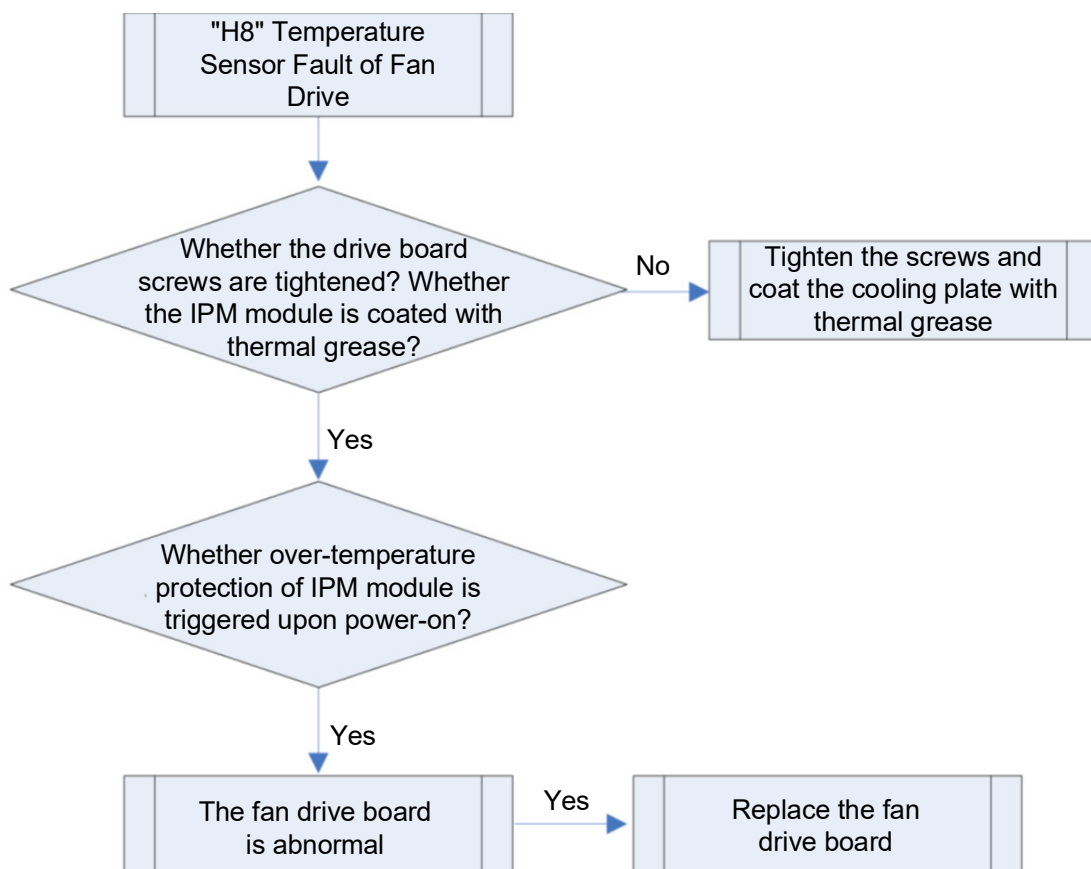 "H8" Temperature
Sensor Fault of Fan
Drive
Whether the drive board
screws are tightened? Whether
the IPM module is coated with
thermal grease?
No
Tighten the screws and
coat the cooling plate with
thermal grease
Yes
Whether over-temperature
protection of IPM module is
triggered upon power-on?
Yes
The fan drive board
is abnormal
Yes
Replace the fan
drive board